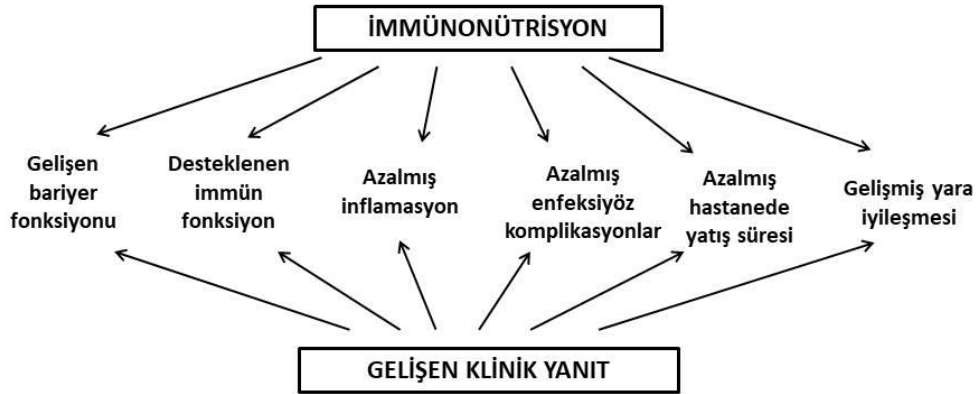 İMMÜNONÜTRİSYON
Gelişen
bariyer
fonksiyonu
Desteklenen
immün
fonksiyon
Azalmış
inflamasyon
Azalmış
enfeksiyöz
komplikasyonlar
Azalmış
hastanede
yatış süresi
Gelişmiş yara
iyileşmesi
GELİŞEN KLİNİK YANIT